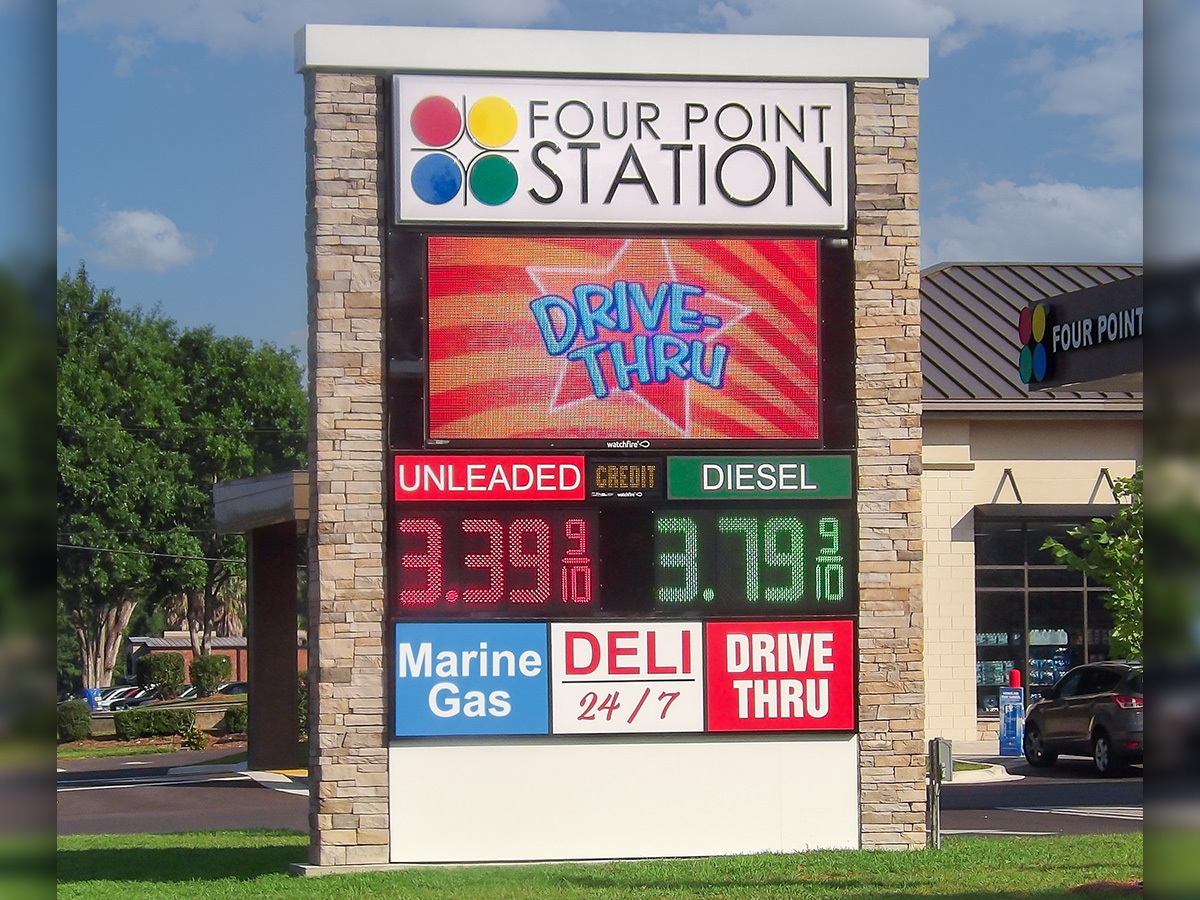 FOUR POINT
STATION
DRIVE-
THRU
watchfire
UNLEADED
CREDIT
DIESEL
watchfire
3.39 9/10
3.79 9/10
Marine
Gas
DELI
24/7
DRIVE
THRU
FOUR POINT